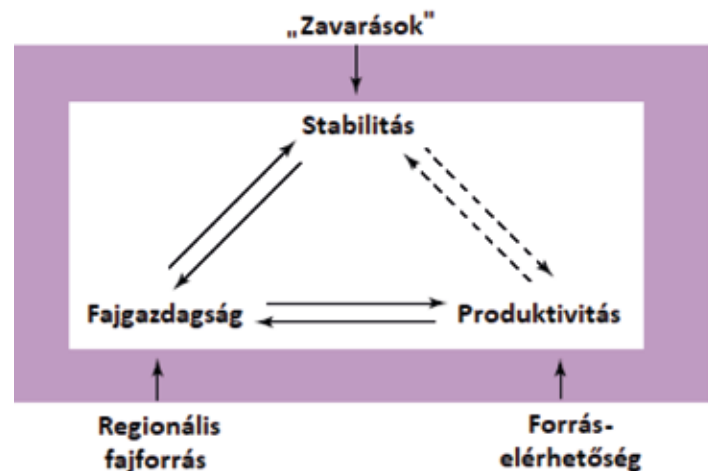 „Zavarások"
Stabilitás
Fajgazdagság
Produktivitás
Regionális
fajforrás
Forrás-
elérhetőség